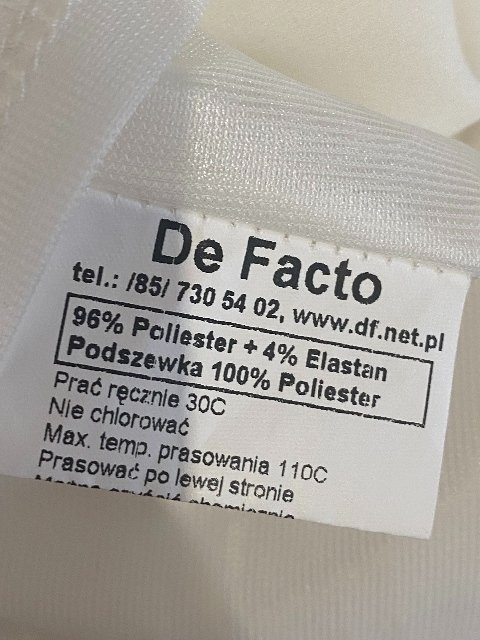 De Facto
tel.: /85/ 730 54 02, www.df.net.pl
96% Poliester + 4% Elastan
Podszewka 100% Poliester
Prać ręcznie 30C
Nie chlorować
Max. temp. prasowania 110C
Prasować po lewej stronie